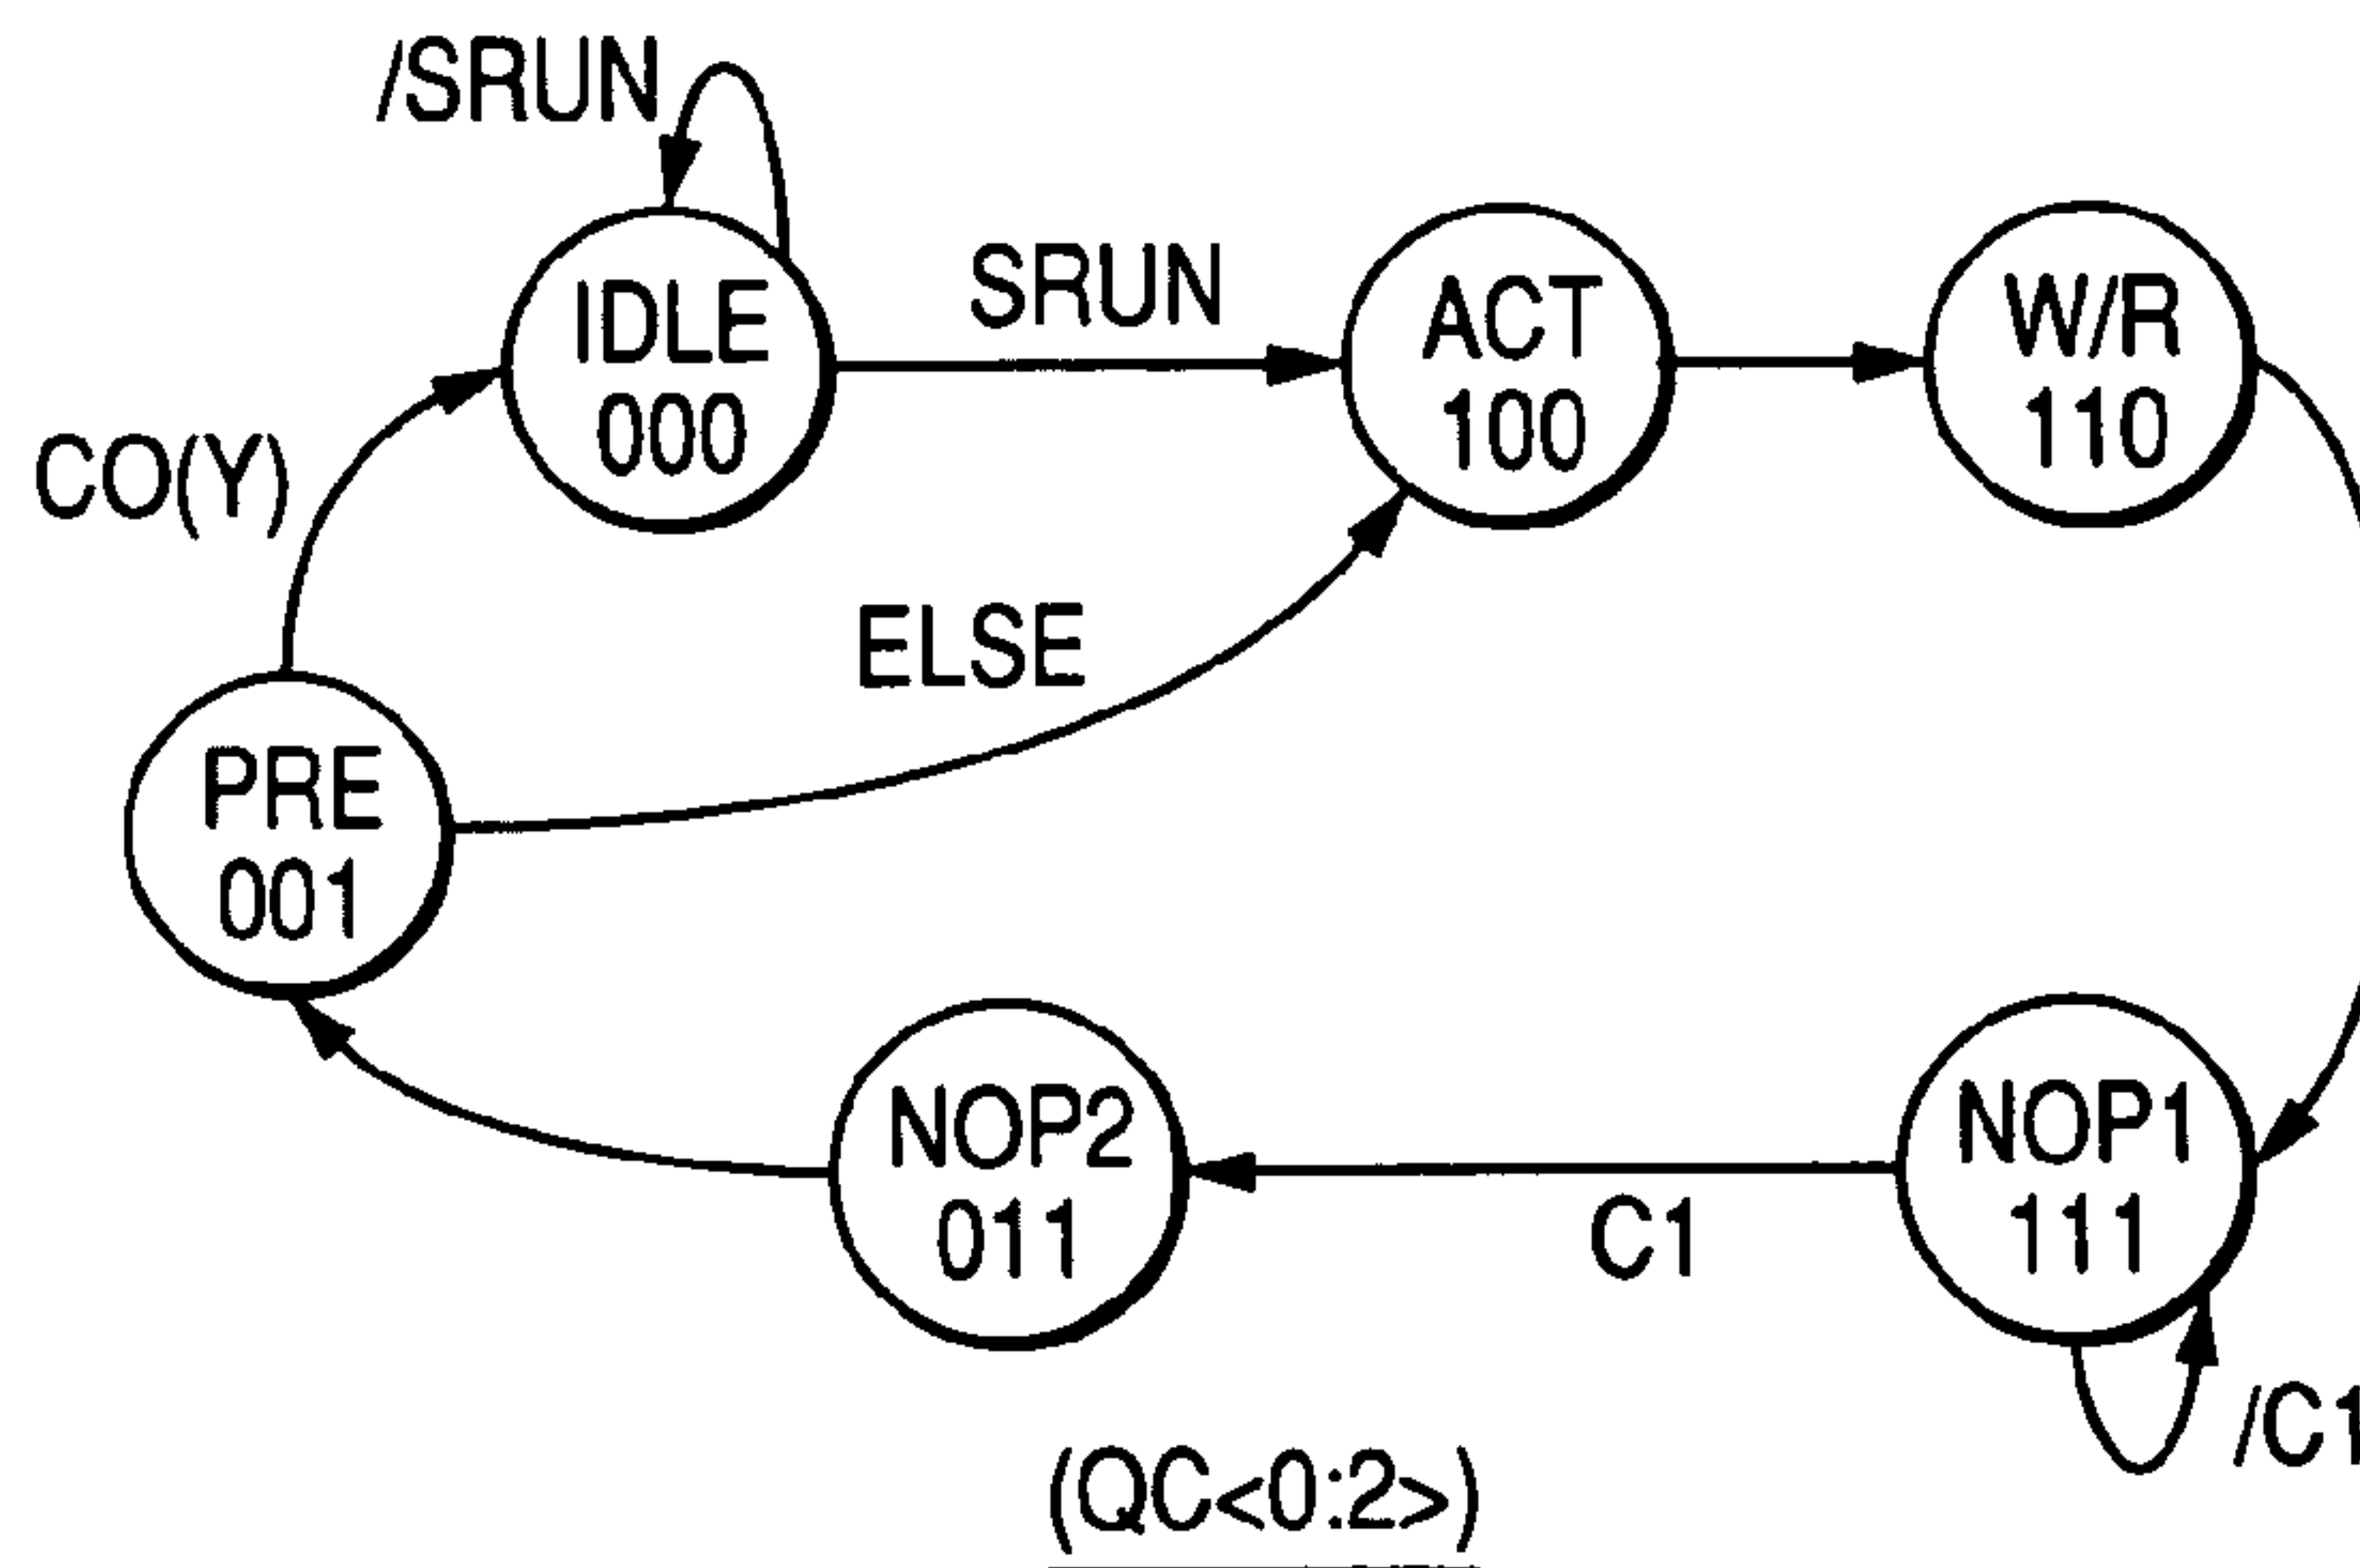 /SRUN
IDLE
000
SRUN
ACT
100
W/R
110
CO(Y)
ELSE
PRE
001
NOP2
011
C1
NOP1
111
/C1
(QC<0:2>)